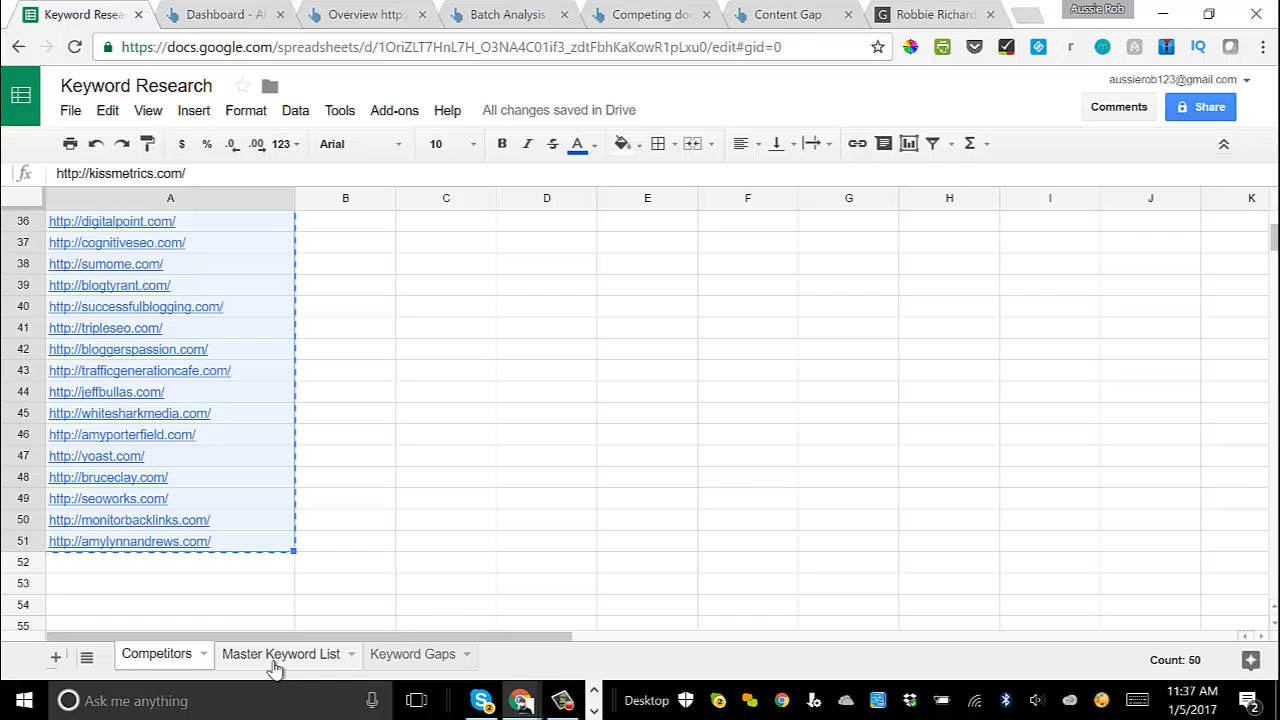 Keyword Resea
Dashboard - A
Overview http:
Batch Analysis
Competing do
Content Gap
Robbie Richard
Aussie Rob
https://docs.google.com/spreadsheets/d/1OriZLT7HnL7H_O3NA4C01if3_zdtFbhKaKowR1pLxu0/edit#gid=0
Keyword Research
aussierob123@gmail.com
File Edit View Insert Format Data Tools Add-ons Help All changes saved in Drive
Comments
Share
$ % .0 .00 123 Arial 10 B I S A
fx http://kissmetrics.com/
A B C D E F G H I J K
36 http://digitalpoint.com/
37 http://cognitiveseo.com/
38 http://sumome.com/
39 http://blogtyrant.com/
40 http://successfulblogging.com/
41 http://tripleseo.com/
42 http://bloggerspassion.com/
43 http://trafficgenerationcafe.com/
44 http://jeffbullas.com/
45 http://whitesharkmedia.com/
46 http://amyporterfield.com/
47 http://yoast.com/
48 http://bruceclay.com/
49 http://seoworks.com/
50 http://monitorbacklinks.com/
51 http://amylynnandrews.com/
52
53
54
55
Competitors
Master Keyword List
Keyword Gaps
Count: 50
Ask me anything
Desktop
11:37 AM
1/5/2017